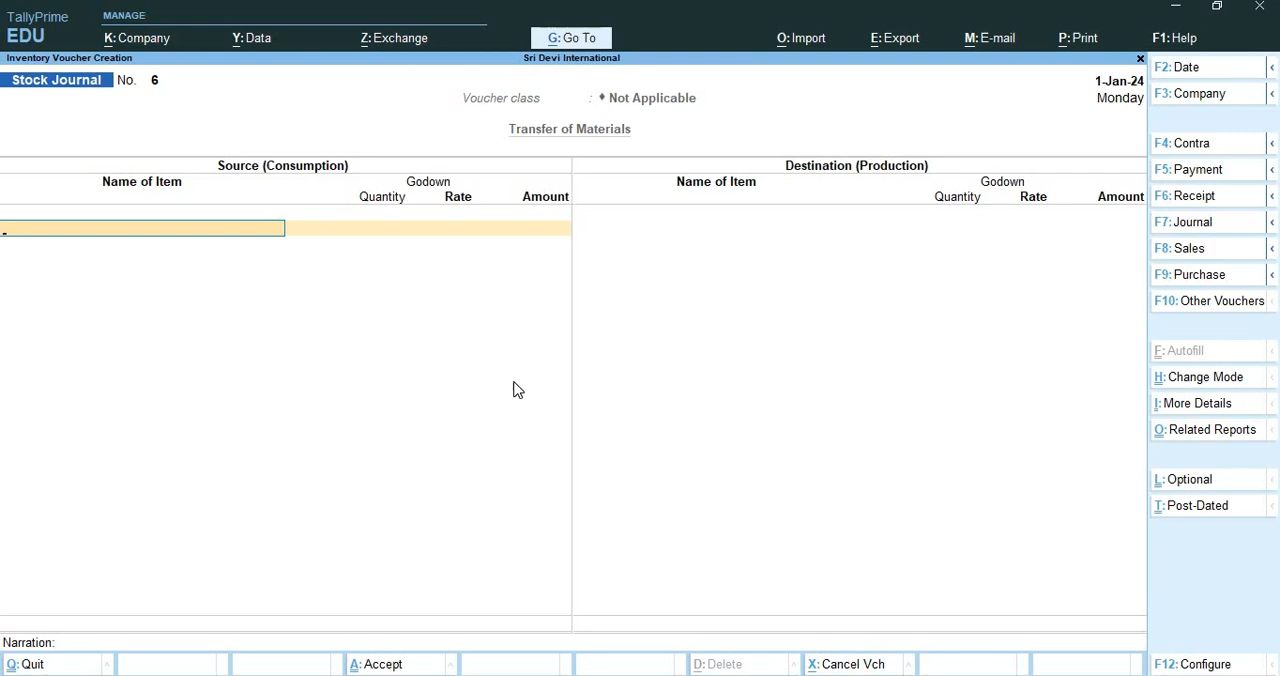 TallyPrime
EDU
MANAGE
K: Company
Y: Data
Z: Exchange
G: Go To
O: Import
E: Export
M: E-mail
P: Print
F1: Help
Inventory Voucher Creation
Sri Devi International
Stock Journal No. 6
1-Jan-24
Monday
Voucher class : ♦ Not Applicable
Transfer of Materials
Source (Consumption)
Name of Item
Godown
Quantity Rate Amount
Destination (Production)
Name of Item
Godown
Quantity Rate Amount
Narration:
Q: Quit
A: Accept
D: Delete
X: Cancel Vch
F2: Date
F3: Company
F4: Contra
F5: Payment
F6: Receipt
F7: Journal
F8: Sales
F9: Purchase
F10: Other Vouchers
F: Autofill
H: Change Mode
I: More Details
O: Related Reports
L: Optional
T: Post-Dated
F12: Configure